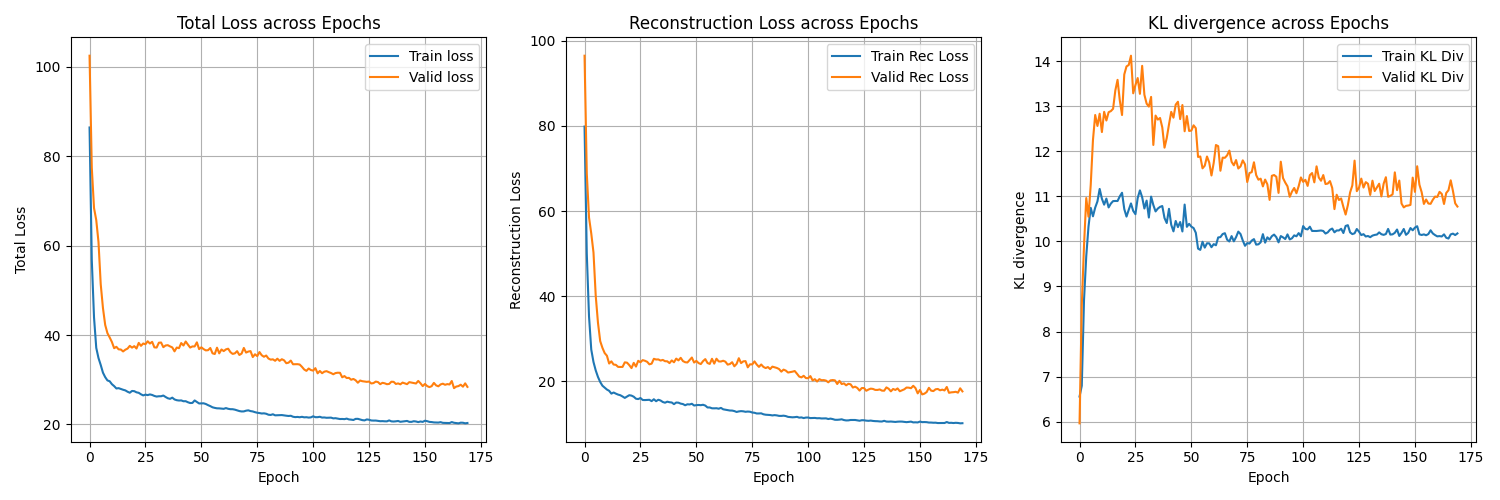 Total Loss across Epochs
Total Loss
100
80
60
40
20
Train loss
Valid loss
0 25 50 75 100 125 150 175
Epoch
Reconstruction Loss across Epochs
Reconstruction Loss
100
80
60
40
20
Train Rec Loss
Valid Rec Loss
0 25 50 75 100 125 150 175
Epoch
KL divergence across Epochs
KL divergence
14
13
12
11
10
9
8
7
6
Train KL Div
Valid KL Div
0 25 50 75 100 125 150 175
Epoch